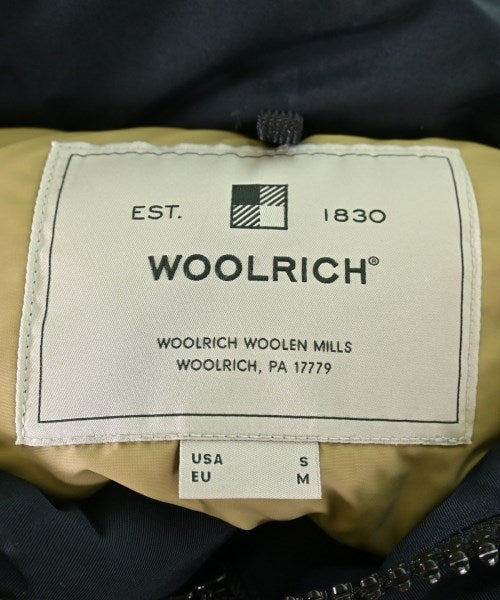 EST. 1830
WOOLRICH®
WOOLRICH WOOLEN MILLS
WOOLRICH, PA 17779
USA S
EU M